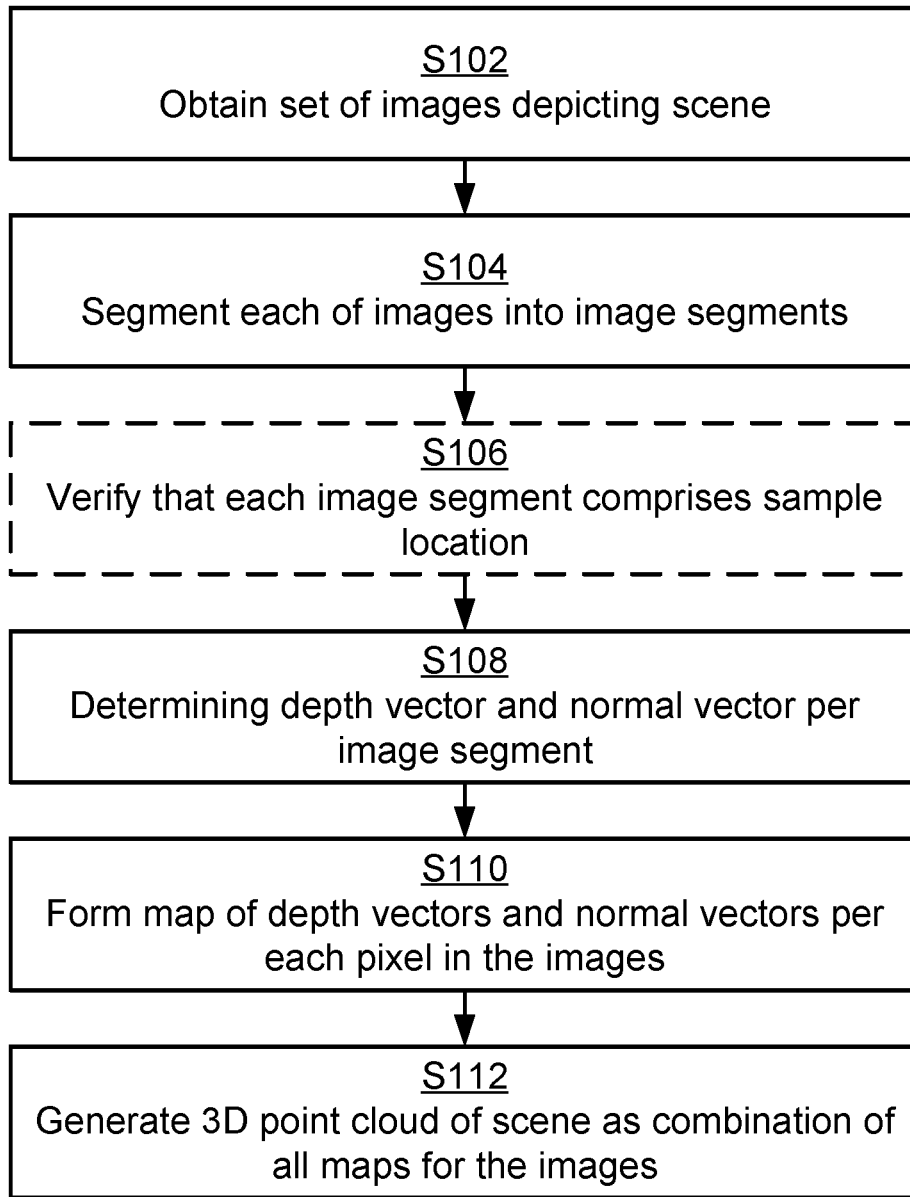 S102
Obtain set of images depicting scene
S104
Segment each of images into image segments
S106
Verify that each image segment comprises sample
location
S108
Determining depth vector and normal vector per
image segment
S110
Form map of depth vectors and normal vectors per
each pixel in the images
S112
Generate 3D point cloud of scene as combination of
all maps for the images